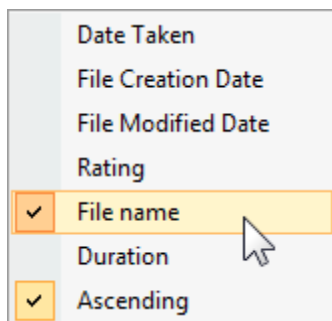 Date Taken
File Creation Date
File Modified Date
Rating
File name
Duration
Ascending